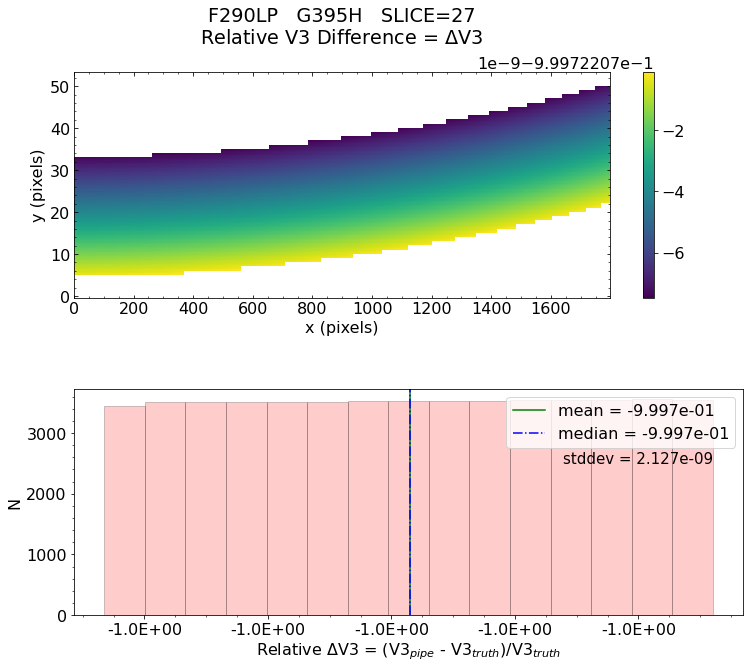 F290LP G395H SLICE=27
Relative V3 Difference = ΔV3
1e−9−9.9972207e−1
50
40
30
20
10
0
y (pixels)
0 200 400 600 800 1000 1200 1400 1600
x (pixels)
−2
−4
−6
3000
2000
1000
0
N
mean = -9.997e-01
median = -9.997e-01
stddev = 2.127e-09
-1.0E+00 -1.0E+00 -1.0E+00 -1.0E+00 -1.0E+00
Relative ΔV3 = (V3pipe - V3truth)/V3truth